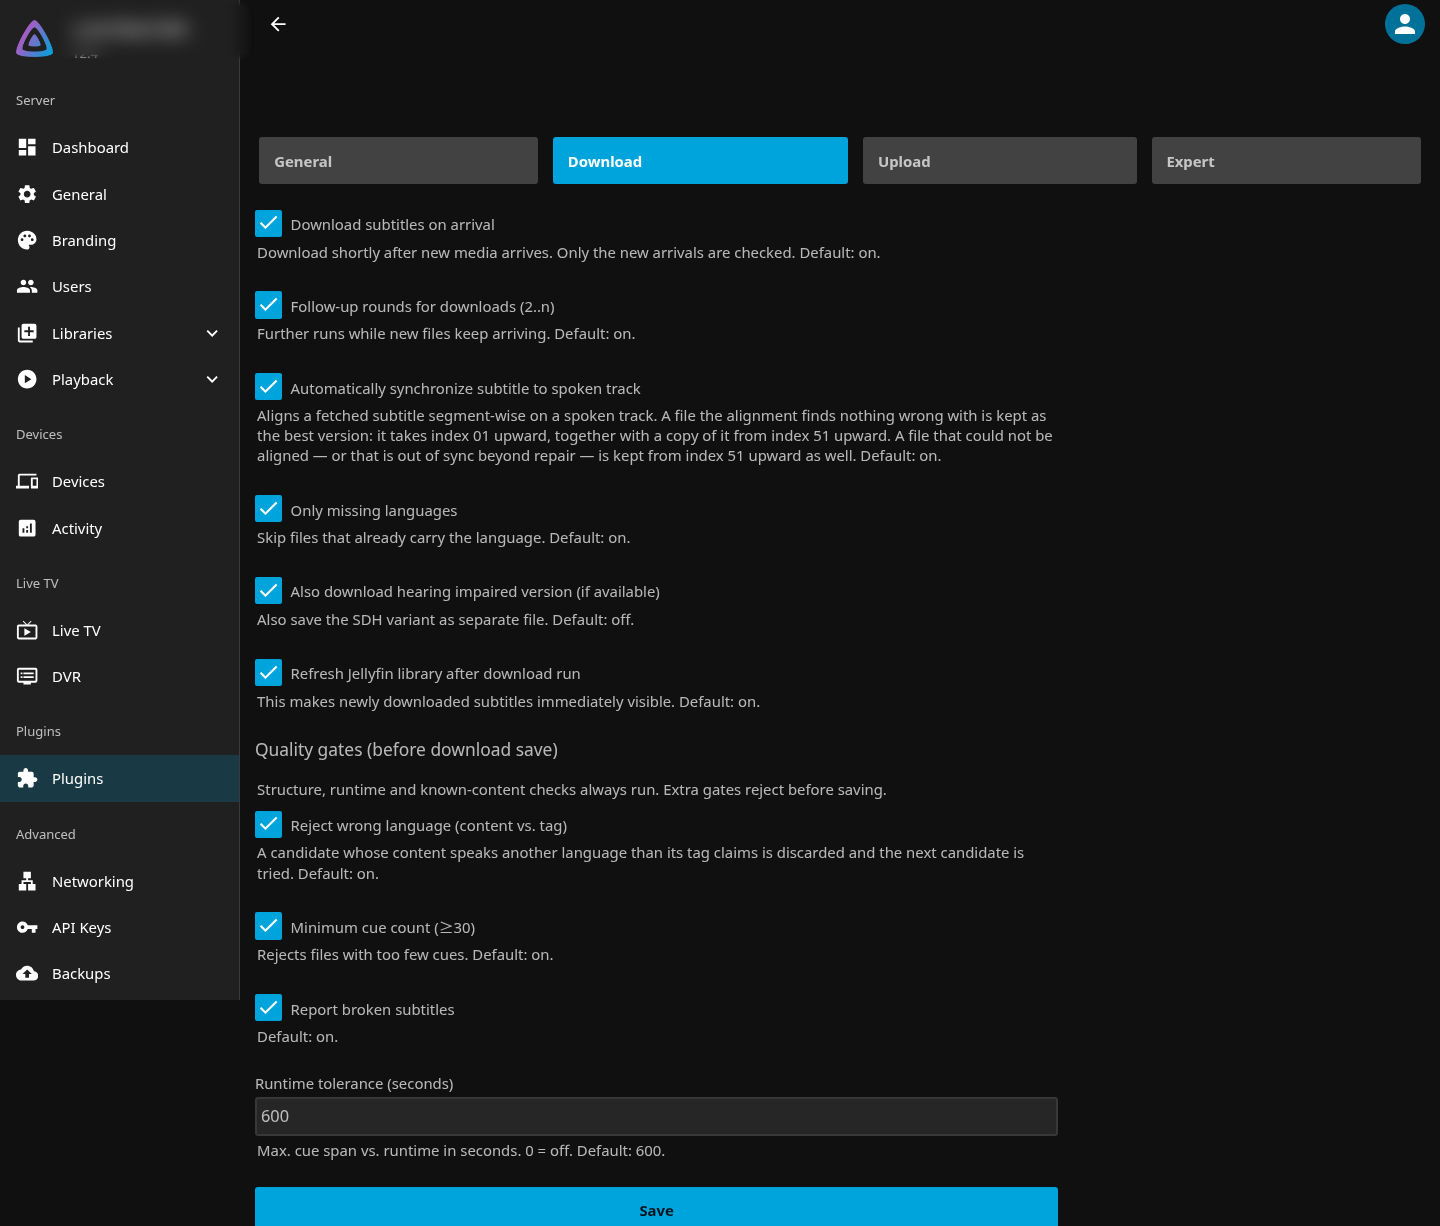 Server
Dashboard
General
Branding
Users
Libraries
Playback
Devices
Devices
Activity
Live TV
Live TV
DVR
Plugins
Plugins
Advanced
Networking
API Keys
Backups
General
Download
Upload
Expert
Download subtitles on arrival
Download shortly after new media arrives. Only the new arrivals are checked. Default: on.
Follow-up rounds for downloads (2..n)
Further runs while new files keep arriving. Default: on.
Automatically synchronize subtitle to spoken track
Aligns a fetched subtitle segment-wise on a spoken track. A file the alignment finds nothing wrong with is kept as
the best version: it takes index 01 upward, together with a copy of it from index 51 upward. A file that could not be
aligned — or that is out of sync beyond repair — is kept from index 51 upward as well. Default: on.
Only missing languages
Skip files that already carry the language. Default: on.
Also download hearing impaired version (if available)
Also save the SDH variant as separate file. Default: off.
Refresh Jellyfin library after download run
This makes newly downloaded subtitles immediately visible. Default: on.
Quality gates (before download save)
Structure, runtime and known-content checks always run. Extra gates reject before saving.
Reject wrong language (content vs. tag)
A candidate whose content speaks another language than its tag claims is discarded and the next candidate is
tried. Default: on.
Minimum cue count (≥30)
Rejects files with too few cues. Default: on.
Report broken subtitles
Default: on.
Runtime tolerance (seconds)
600
Max. cue span vs. runtime in seconds. 0 = off. Default: 600.
Save